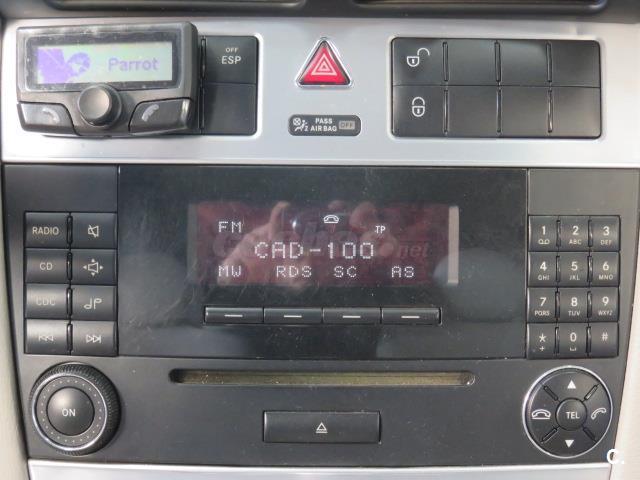 Parrot
OFF
ESP
PASS
AIR BAG OFF
FM TP
CAD-100
MW RDS SC AS
RADIO
CD
CDC
1 2 ABC 3 DEF
4 GHI 5 JKL 6 MNO
7 PQRS 8 TUV 9 WXYZ
* + 0 #
ON
TEL
c.